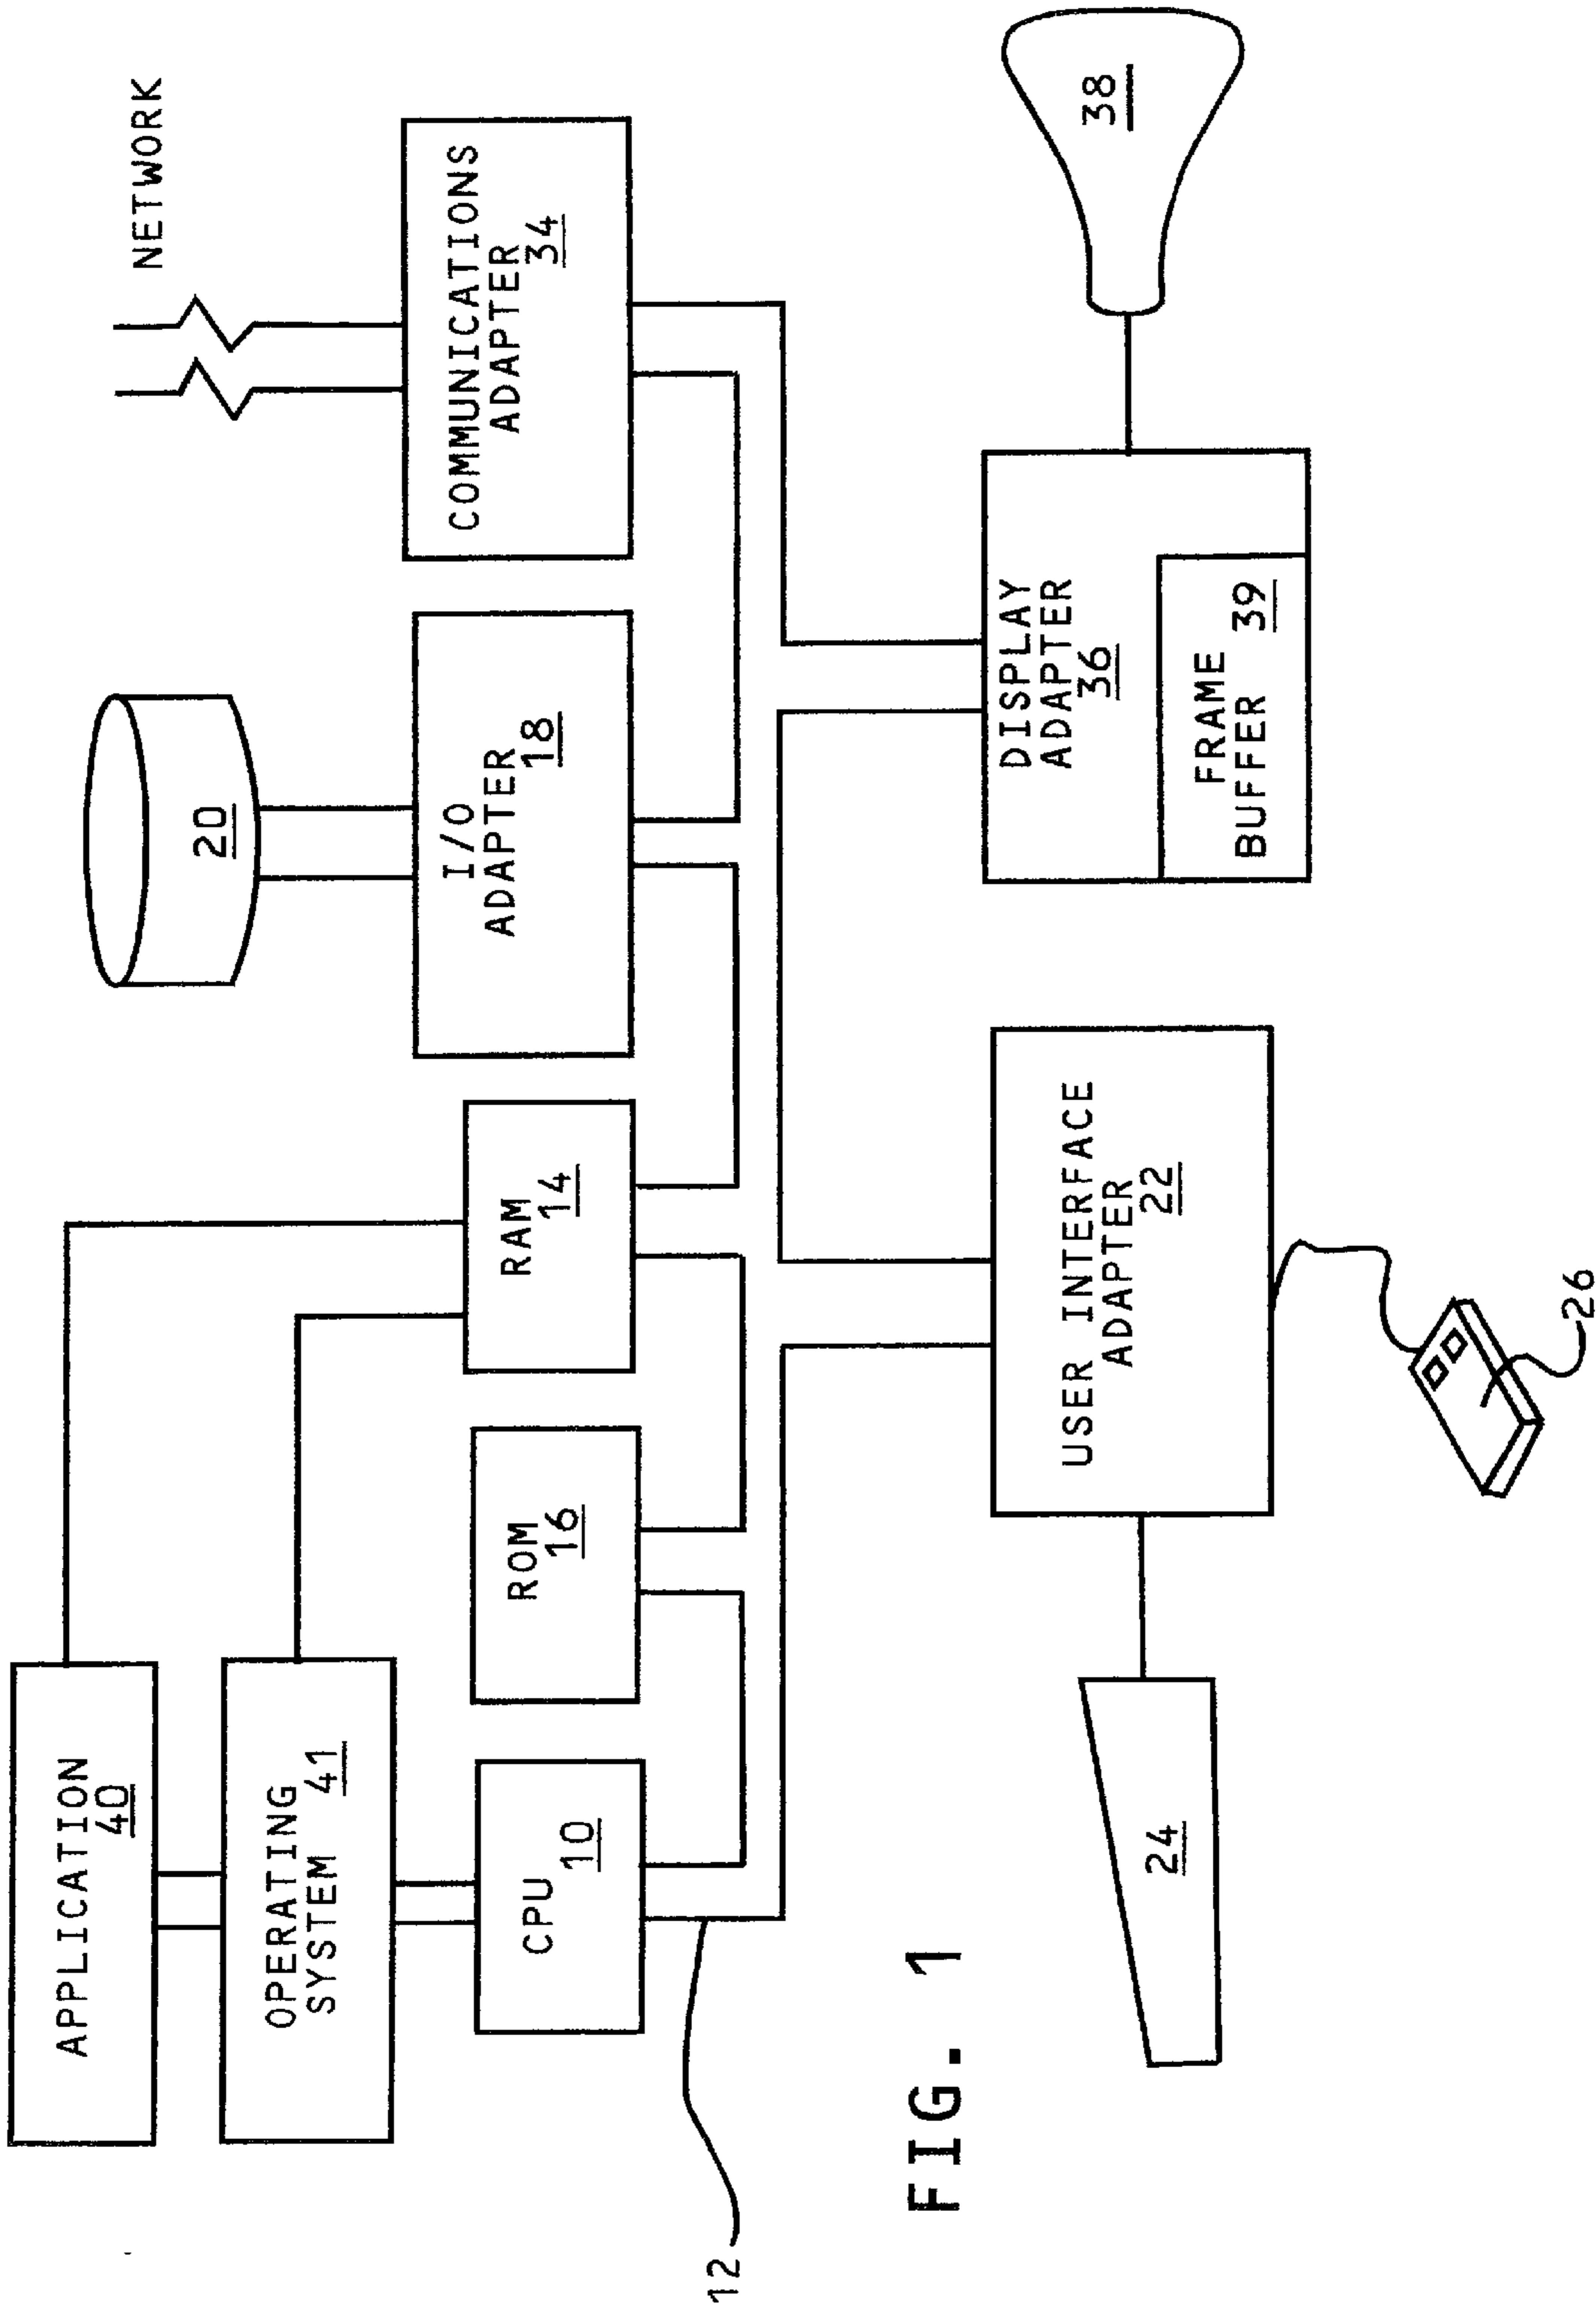 APPLICATION
40
OPERATING
SYSTEM 41
CPU 10
ROM
16
RAM
14
I/O
ADAPTER
18
20
COMMUNICATIONS
ADAPTER
34
NETWORK
12
USER INTERFACE
ADAPTER
22
24
26
DISPLAY
ADAPTER
36
FRAME
BUFFER 39
38
FIG. 1